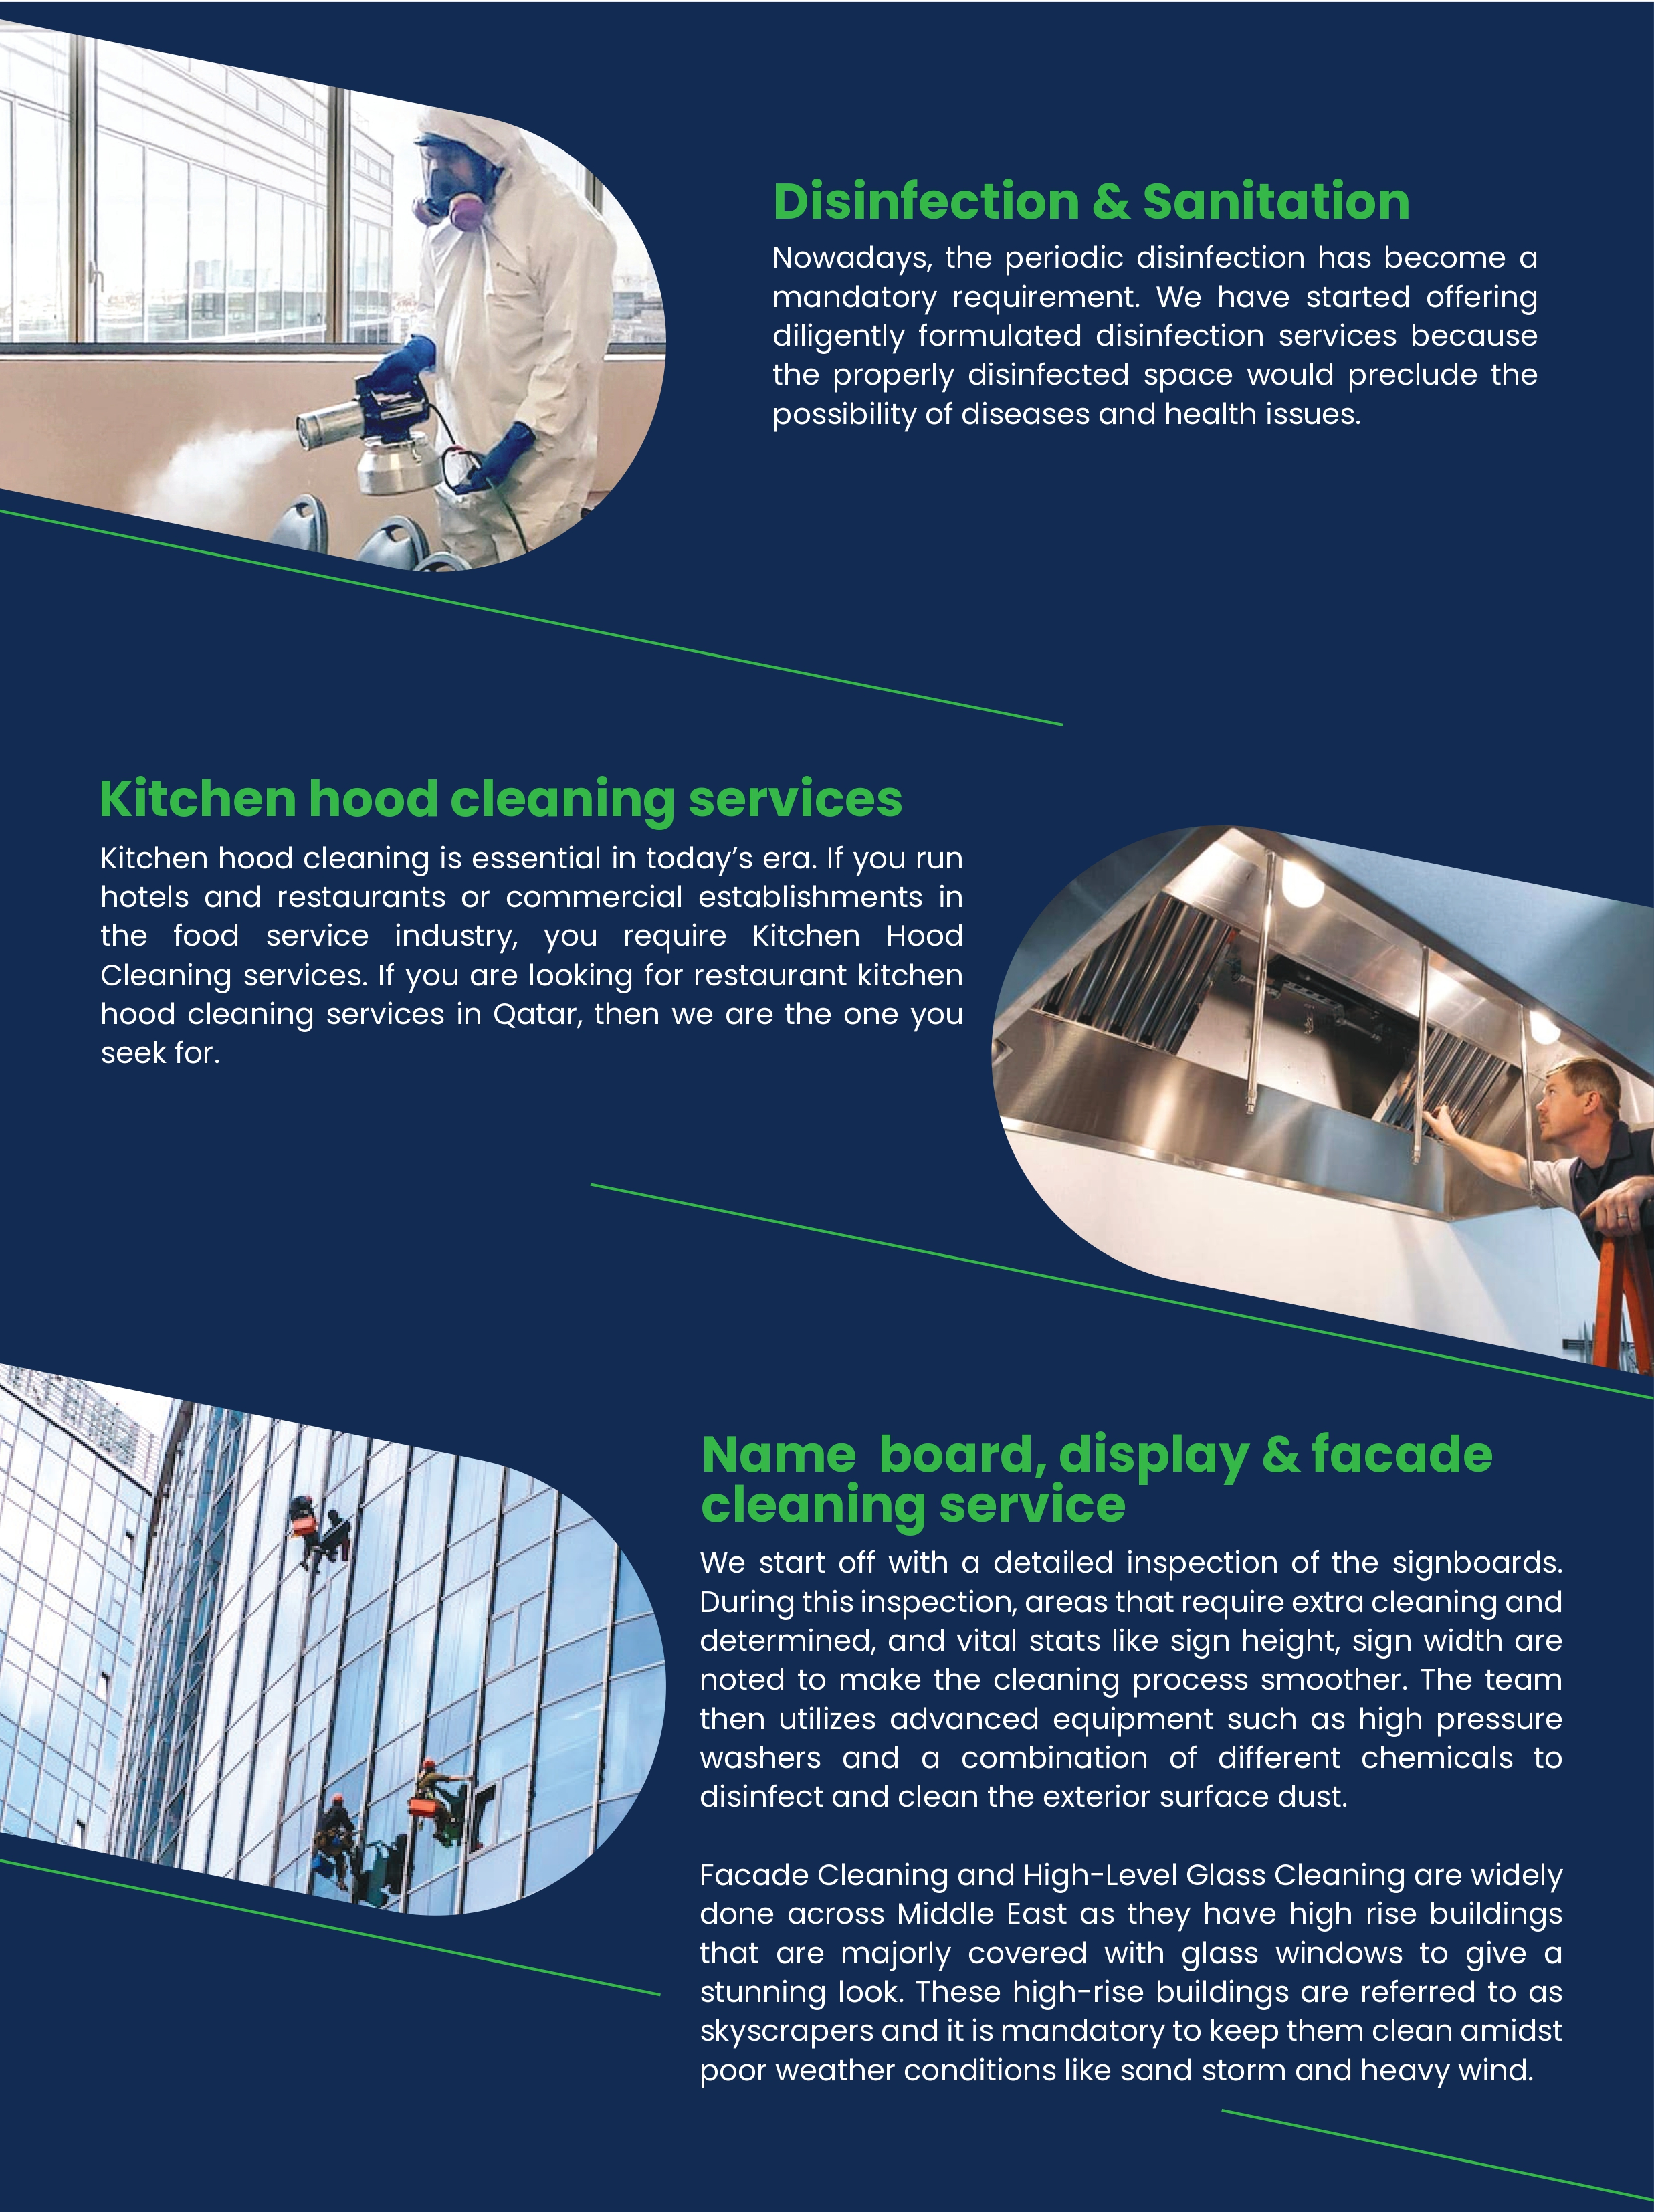 Disinfection & Sanitation
Nowadays, the periodic disinfection has become a
mandatory requirement. We have started offering
diligently formulated disinfection services because
the properly disinfected space would preclude the
possibility of diseases and health issues.
Kitchen hood cleaning services
Kitchen hood cleaning is essential in today’s era. If you run
hotels and restaurants or commercial establishments in
the food service industry, you require Kitchen Hood
Cleaning services. If you are looking for restaurant kitchen
hood cleaning services in Qatar, then we are the one you
seek for.
Name board, display & facade
cleaning service
We start off with a detailed inspection of the signboards.
During this inspection, areas that require extra cleaning and
determined, and vital stats like sign height, sign width are
noted to make the cleaning process smoother. The team
then utilizes advanced equipment such as high pressure
washers and a combination of different chemicals to
disinfect and clean the exterior surface dust.
Facade Cleaning and High-Level Glass Cleaning are widely
done across Middle East as they have high rise buildings
that are majorly covered with glass windows to give a
stunning look. These high-rise buildings are referred to as
skyscrapers and it is mandatory to keep them clean amidst
poor weather conditions like sand storm and heavy wind.